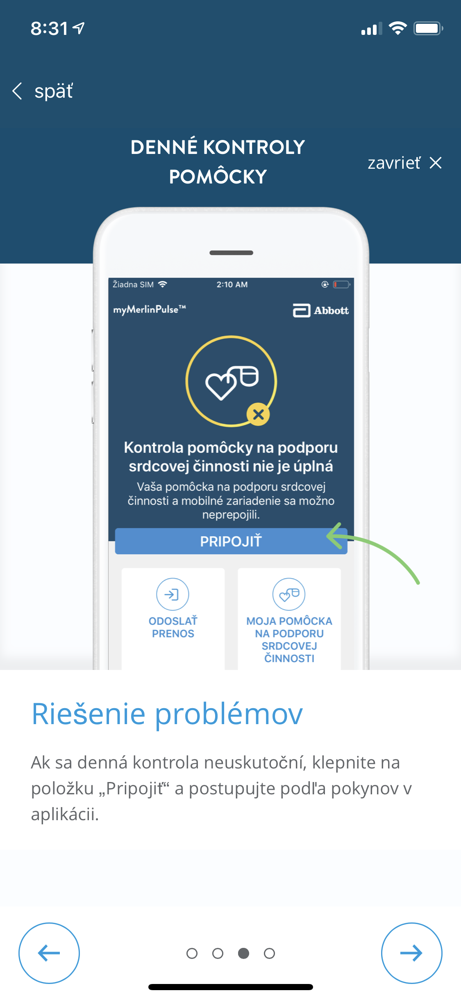 8:31
späť
DENNÉ KONTROLY
POMÔCKY
zavrieť
Žiadna SIM
2:10 AM
myMerlinPulse™
Abbott
Kontrola pomôcky na podporu
srdcovej činnosti nie je úplná
Vaša pomôcka na podporu srdcovej
činnosti a mobilné zariadenie sa možno
neprepojili.
PRIPOJIŤ
ODOSLAŤ
PRENOS
MOJA POMÔCKA
NA PODPORU
SRDCOVEJ
ČINNOSTI
Riešenie problémov
Ak sa denná kontrola neuskutoční, klepnite na
položku „Pripojiť“ a postupujte podľa pokynov v
aplikácii.